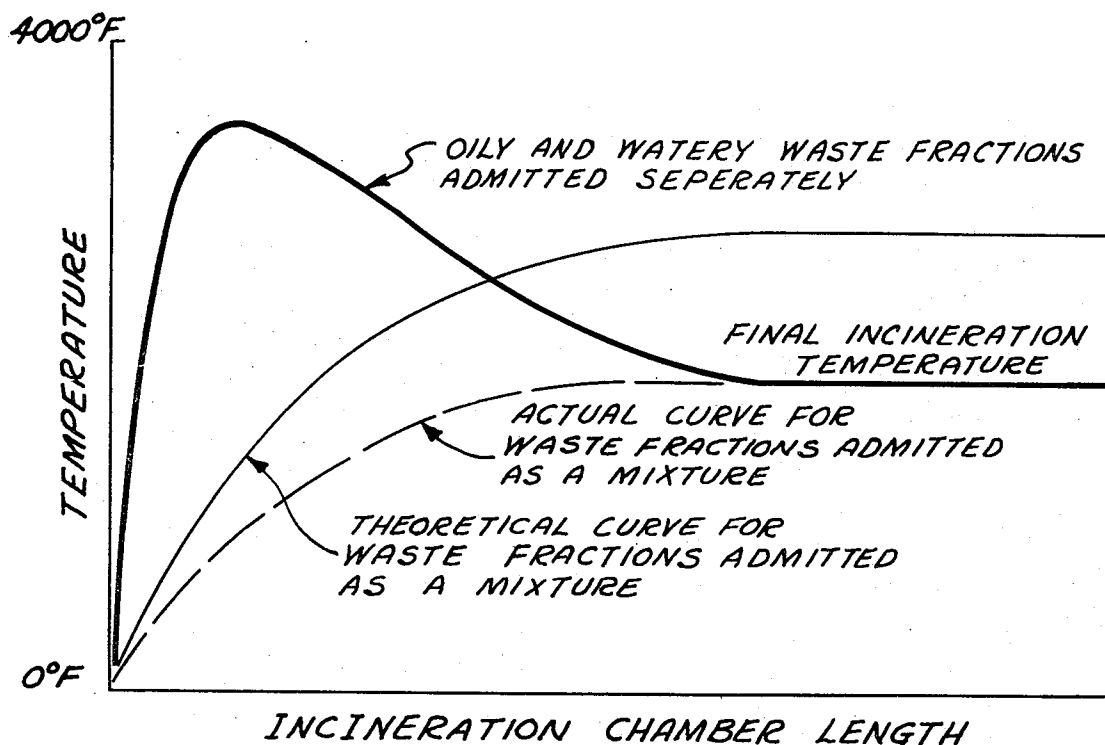 4000°F
OILY AND WATERY WASTE FRACTIONS
ADMITTED SEPERATELY
TEMPERATURE
FINAL INCINERATION
TEMPERATURE
ACTUAL CURVE FOR
WASTE FRACTIONS ADMITTED
AS A MIXTURE
THEORETICAL CURVE FOR
WASTE FRACTIONS ADMITTED
AS A MIXTURE
0°F
INCINERATION CHAMBER LENGTH